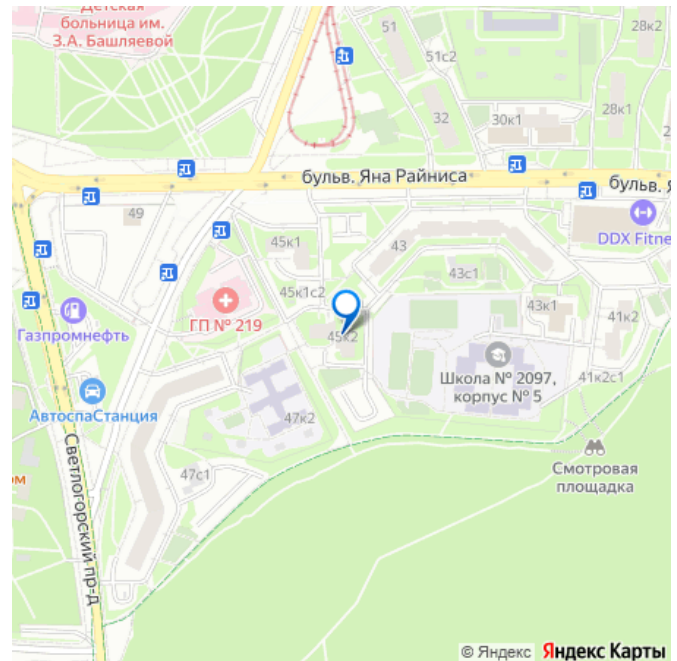 Детская
больница им.
З.А. Башляевой
51
51с2
28к2
32
30к1
28к1
2
бульв. Яна Райниса
бульв. Я
49
45к1
43
DDX Fitne
43с1
45к1с2
ГП № 219
43к1
41к2
Газпромнефть
45к2
Школа № 2097,
корпус № 5
41к2с1
АвтоспаСтанция
47к2
Светлогорский пр-д
47с1
Смотровая
площадка
ом
© Яндекс Яндекс Карты